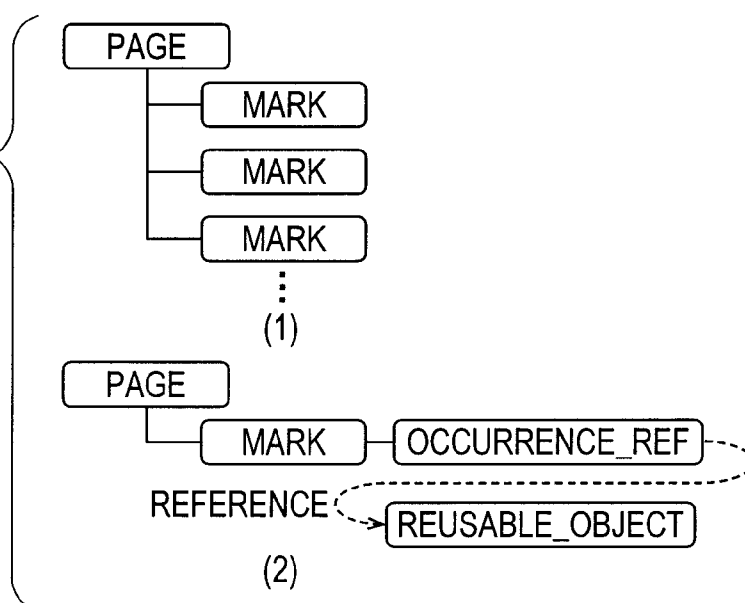 PAGE
MARK
MARK
MARK
(1)
PAGE
MARK OCCURRENCE_REF
REFERENCE
REUSABLE_OBJECT
(2)